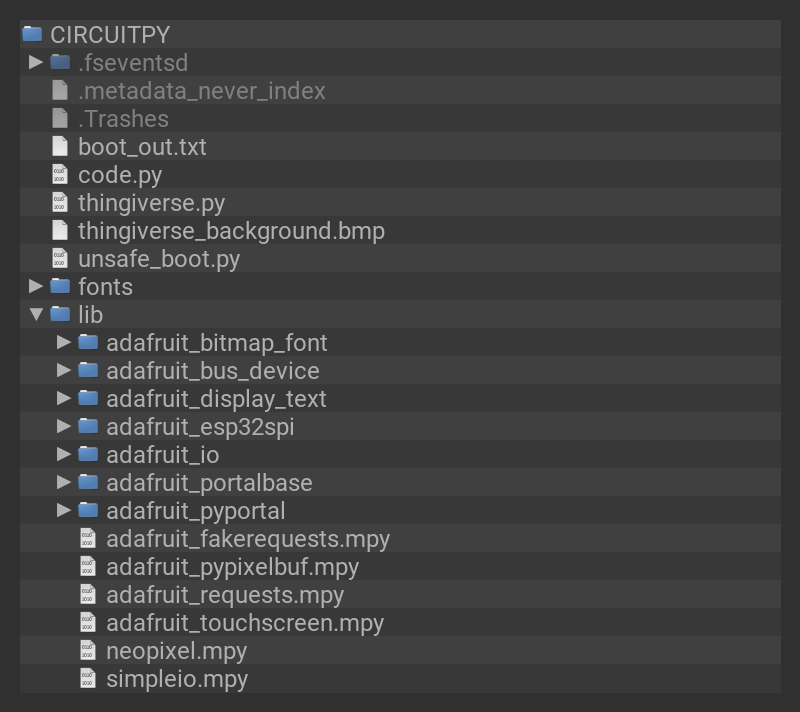 CIRCUITPY
.fseventsd
.metadata_never_index
.Trashes
boot_out.txt
code.py
thingiverse.py
thingiverse_background.bmp
unsafe_boot.py
fonts
lib
adafruit_bitmap_font
adafruit_bus_device
adafruit_display_text
adafruit_esp32spi
adafruit_io
adafruit_portalbase
adafruit_pyportal
adafruit_fakerequests.mpy
adafruit_pypixelbuf.mpy
adafruit_requests.mpy
adafruit_touchscreen.mpy
neopixel.mpy
simpleio.mpy